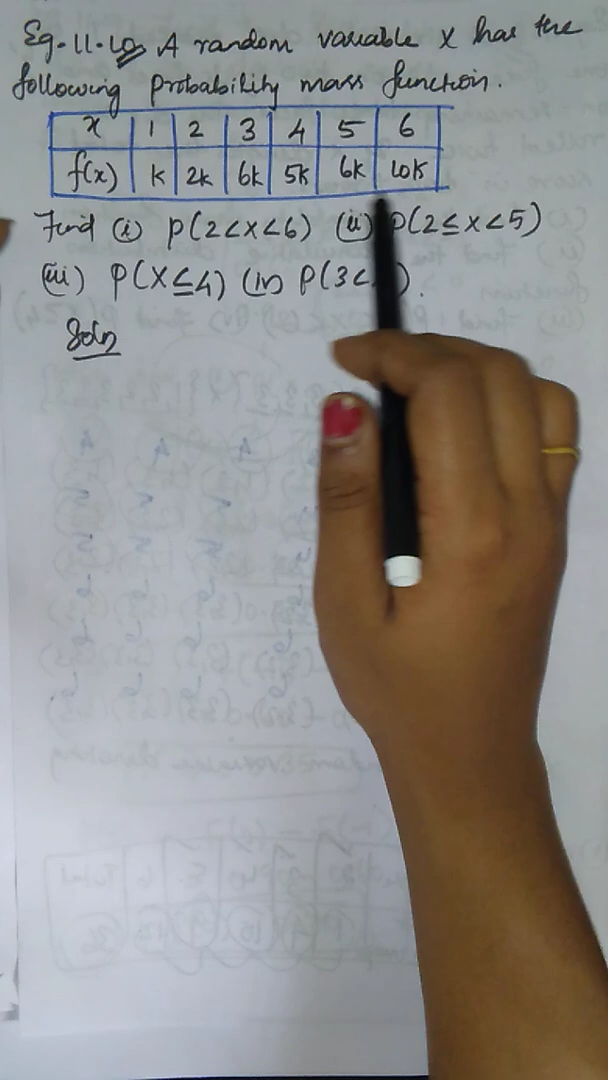 Eg-11.10 A random variable X has the
following probability mass function.
x 1 2 3 4 5 6
f(x) K 2k 6k 5k 6k 10k
Find (i) P(2<X<6) (ii) P(2≤X<5)
(iii) P(X≤4) (iv) P(3<
Soln